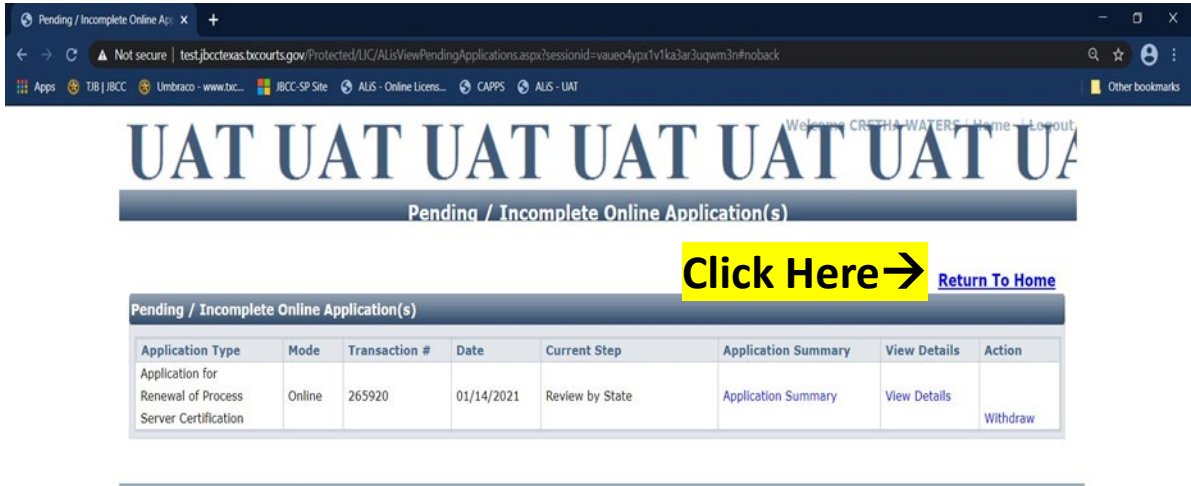 Pending / Incomplete Online Ap
Not secure | test.jbcctexas.txcourts.gov/Protected/LIC/ALisViewPendingApplications.aspx?sessionid=vaueo4ypx1v1ka3ar3uqwm3n#noback
Apps TJB | JBCC Umbraco - www.txc... JBCC-SP Site ALiS - Online Licens... CAPPS ALiS - UAT Other bookmarks
Welcome CRETHA WATERS | Home | Logout
UAT UAT UAT UAT UAT UAT UA
Pending / Incomplete Online Application(s)
Click Here→
Return To Home
Pending / Incomplete Online Application(s)
Application Type Mode Transaction # Date Current Step Application Summary View Details Action
Application for
Renewal of Process Online 265920 01/14/2021 Review by State Application Summary View Details
Server Certification Withdraw